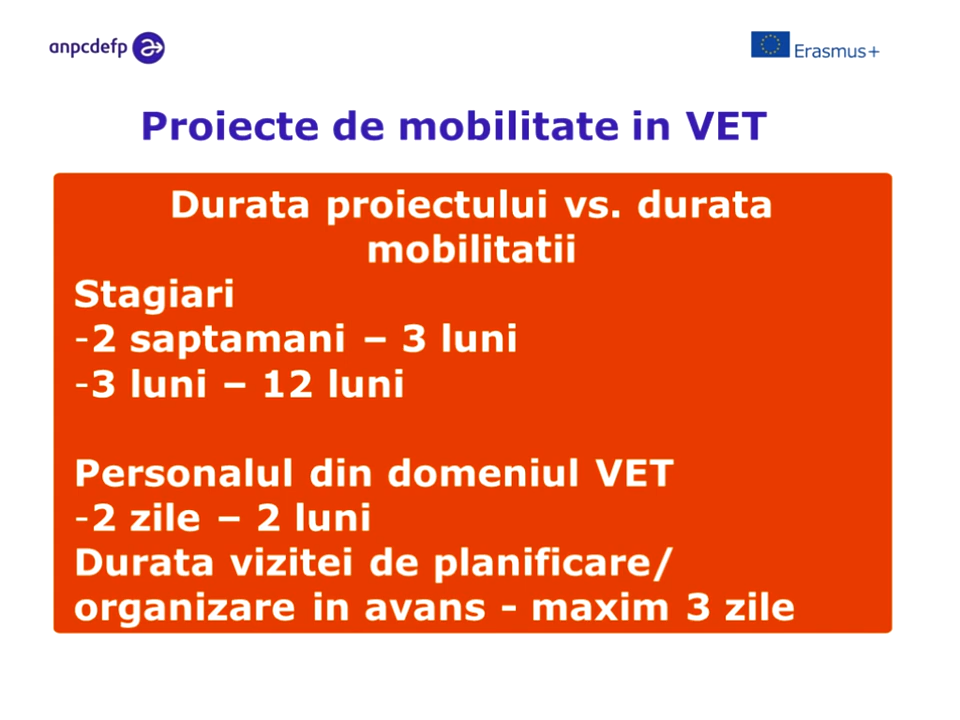 anpcdefp
Erasmus+
Proiecte de mobilitate in VET
Durata proiectului vs. durata
mobilitatii
Stagiari
-2 saptamani – 3 luni
-3 luni – 12 luni
Personalul din domeniul VET
-2 zile – 2 luni
Durata vizitei de planificare/
organizare in avans - maxim 3 zile